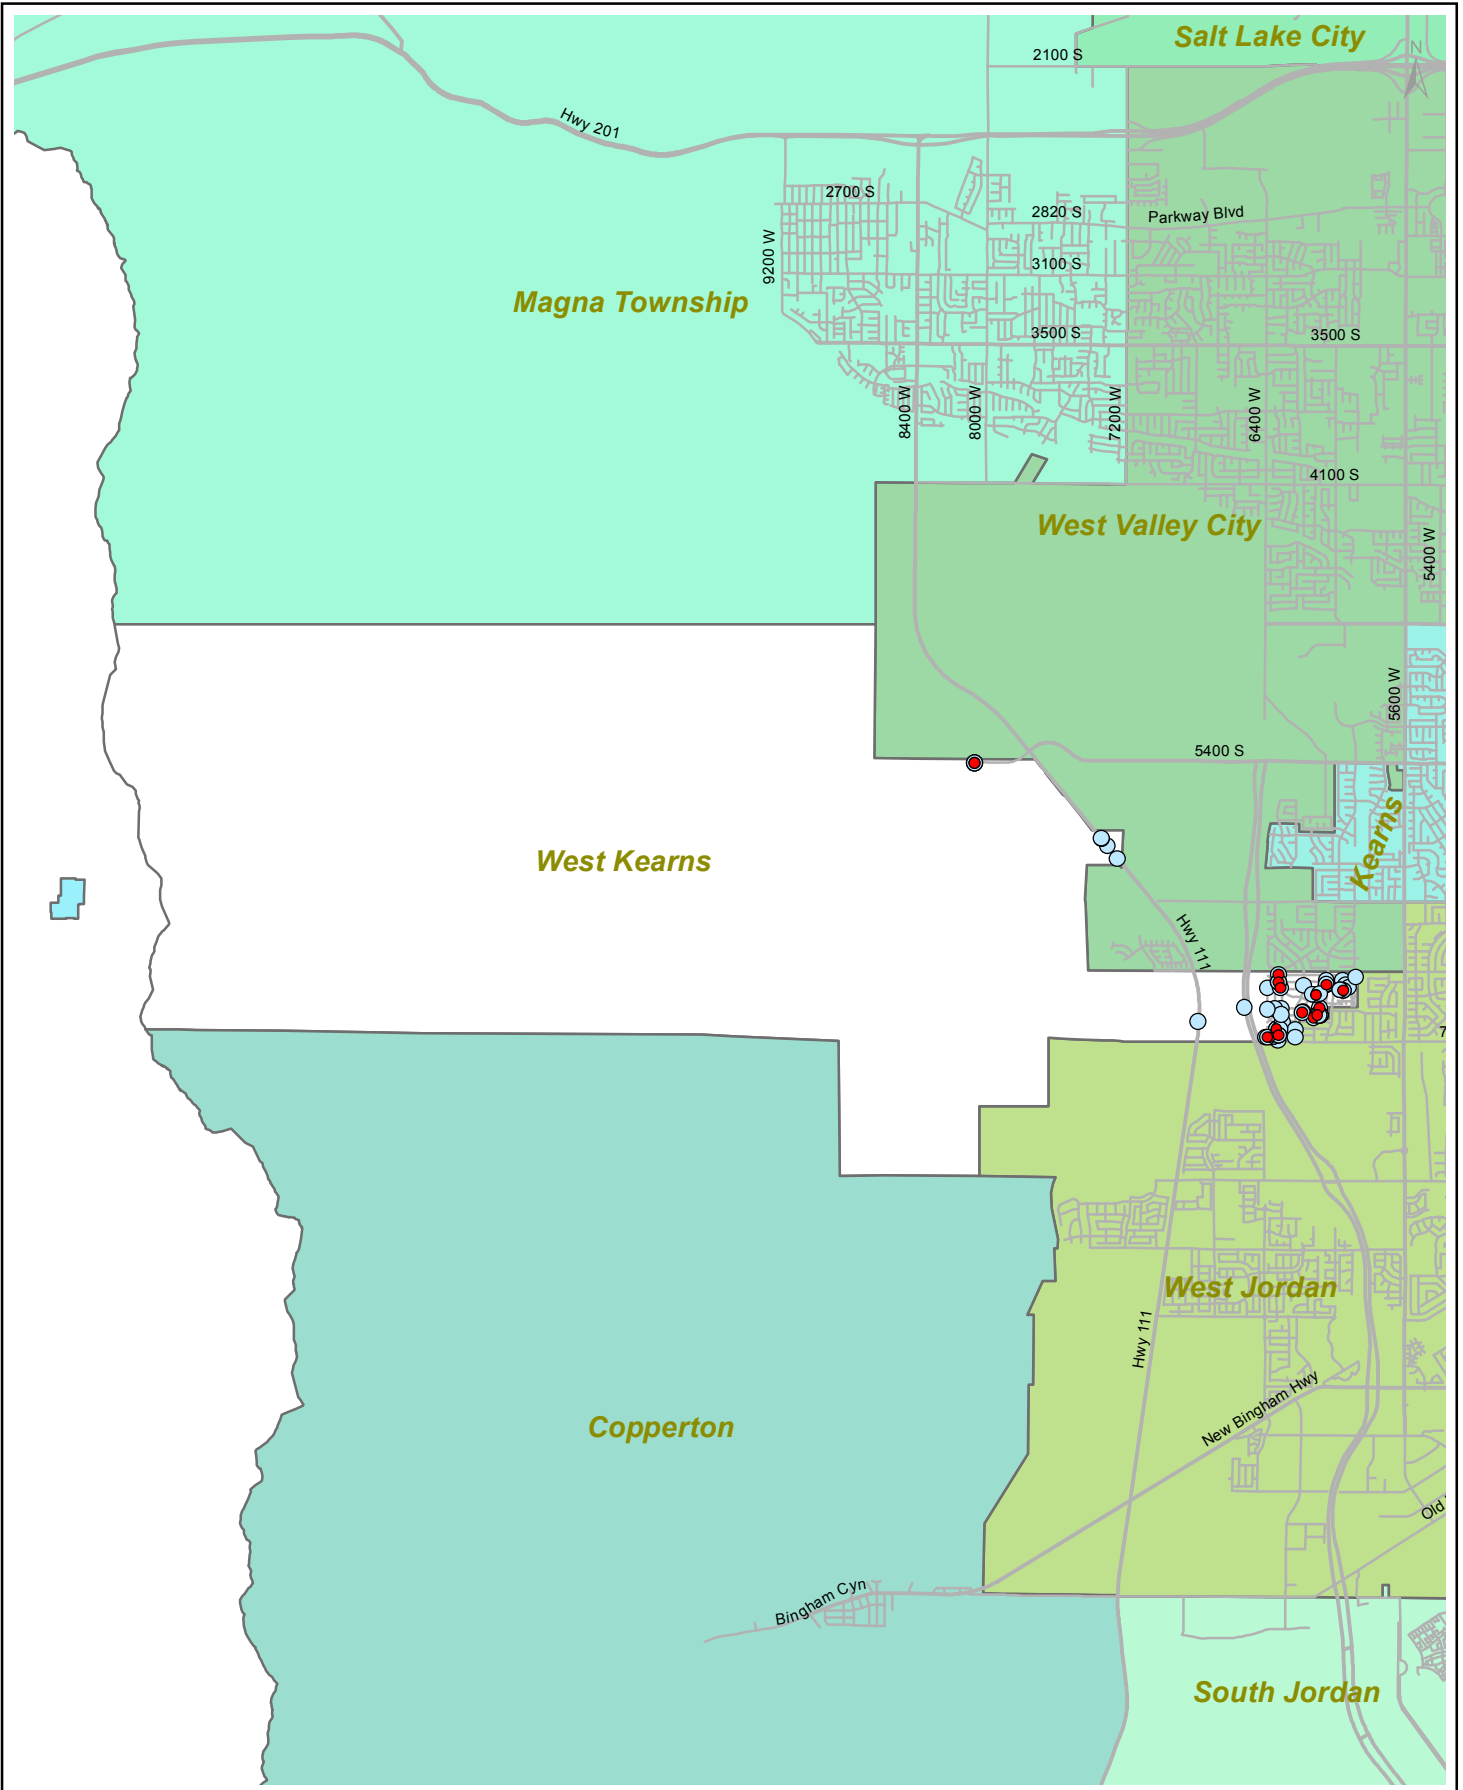 Salt Lake City
N
2100 S
Hwy 201
2700 S
2820 S
Parkway Blvd
9200 W
3100 S
Magna Township
3500 S
3500 S
8400 W
8000 W
7200 W
6400 W
4100 S
West Valley City
5400 W
5600 W
5400 S
Kearns
West Kearns
Hwy 111
7
West Jordan
Hwy 111
New Bingham Hwy
Copperton
Old
Bingham Cyn
South Jordan